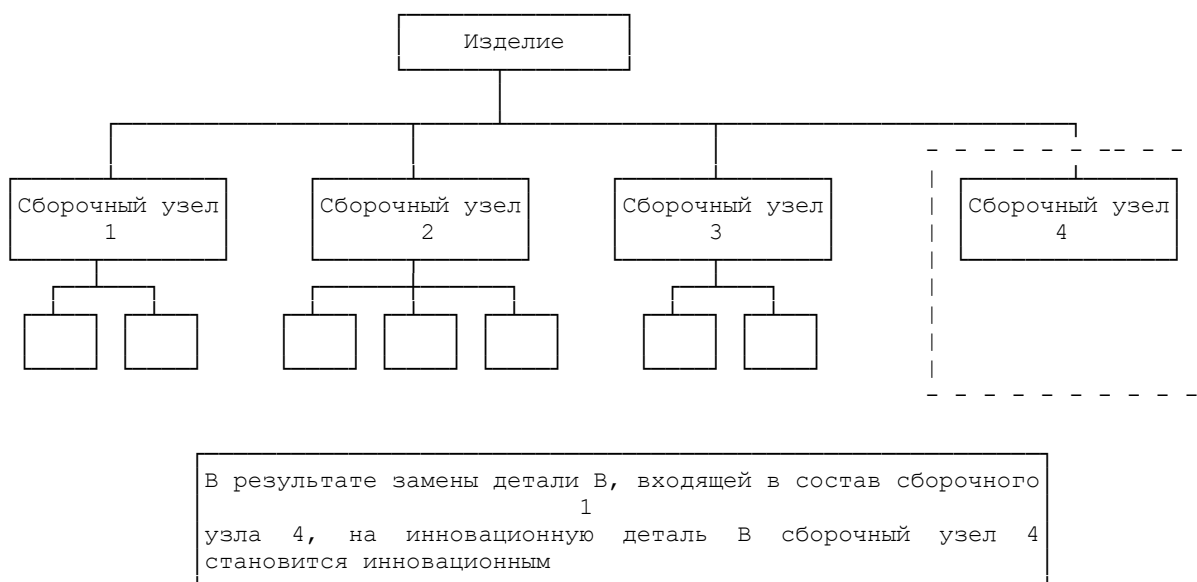 Изделие
Сборочный узел
1
Сборочный узел
2
Сборочный узел
3
Сборочный узел
4
В результате замены детали В, входящей в состав сборочного
1
узла 4, на инновационную деталь В сборочный узел 4
становится инновационным